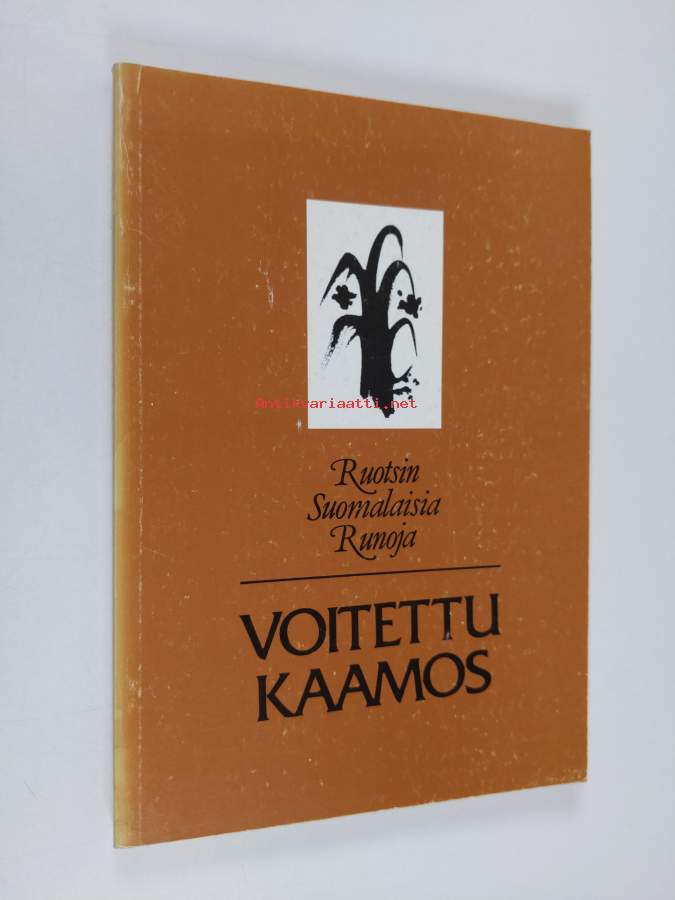 Antikvariaatti.net
Ruotsin
Suomalaisia
Runoja
VOITETTU
KAAMOS